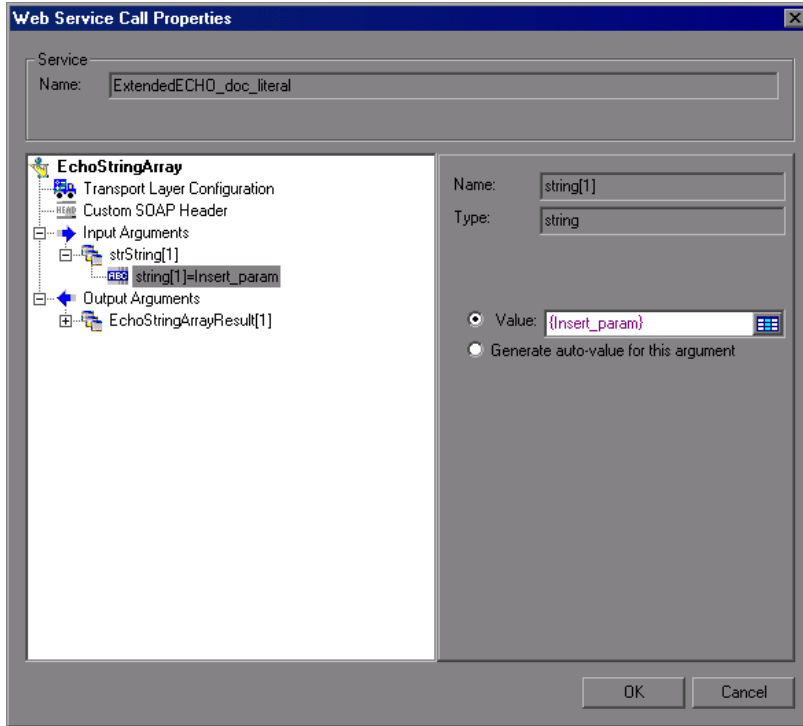 Web Service Call Properties
Service
Name: ExtendedECHO_doc_literal
EchoStringArray
Transport Layer Configuration
HEAD Custom SOAP Header
Input Arguments
strString[1]
ABC string[1]=Insert_param
Output Arguments
EchoStringArrayResult[1]
Name: string[1]
Type: string
Value: {Insert_param}
Generate auto-value for this argument
OK Cancel